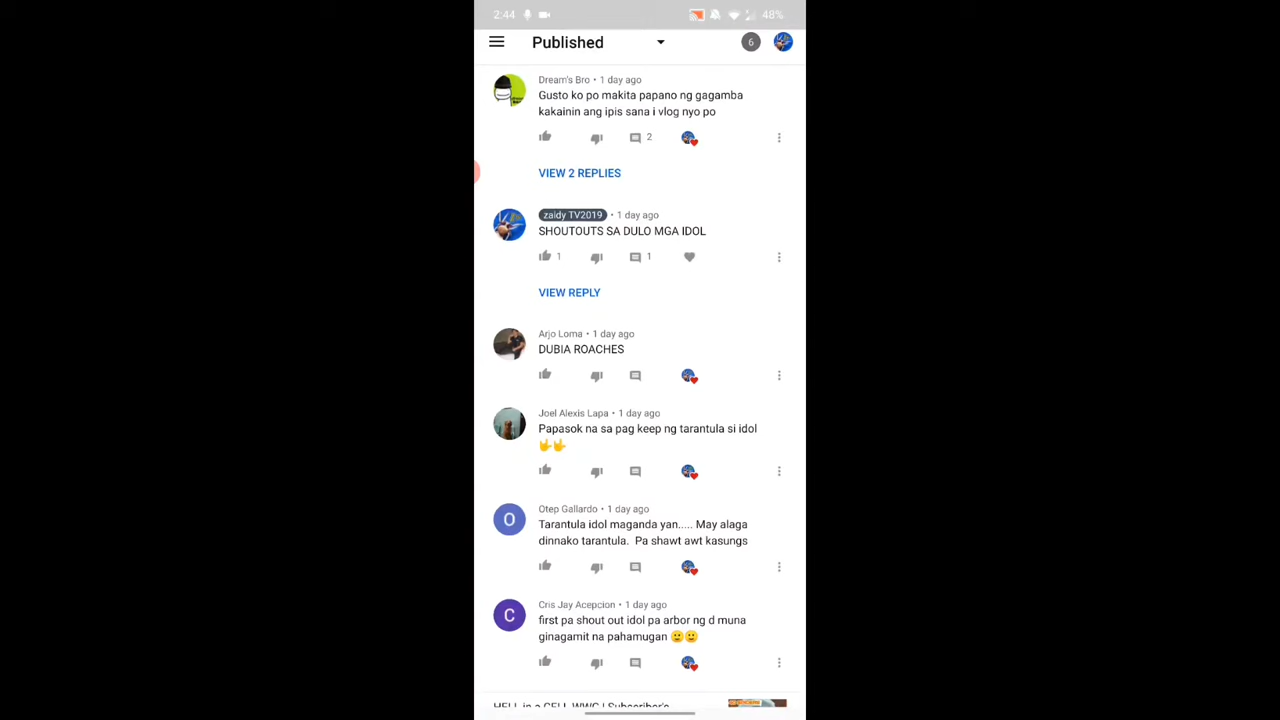 2:44
48%
Published
6
Dream's Bro • 1 day ago
Gusto ko po makita papano ng gagamba
kakainin ang ipis sana i vlog nyo po
2
VIEW 2 REPLIES
zaidy TV2019 • 1 day ago
SHOUTOUTS SA DULO MGA IDOL
1
1
VIEW REPLY
Arjo Loma • 1 day ago
DUBIA ROACHES
Joel Alexis Lapa • 1 day ago
Papasok na sa pag keep ng tarantula si idol
🤟🤟
O
Otep Gallardo • 1 day ago
Tarantula idol maganda yan..... May alaga
dinnako tarantula.  Pa shawt awt kasungs
C
Cris Jay Acepcion • 1 day ago
first pa shout out idol pa arbor ng d muna
ginagamit na pahamugan 🙂🙂
HELL in a CELL WWG | Subscriber's